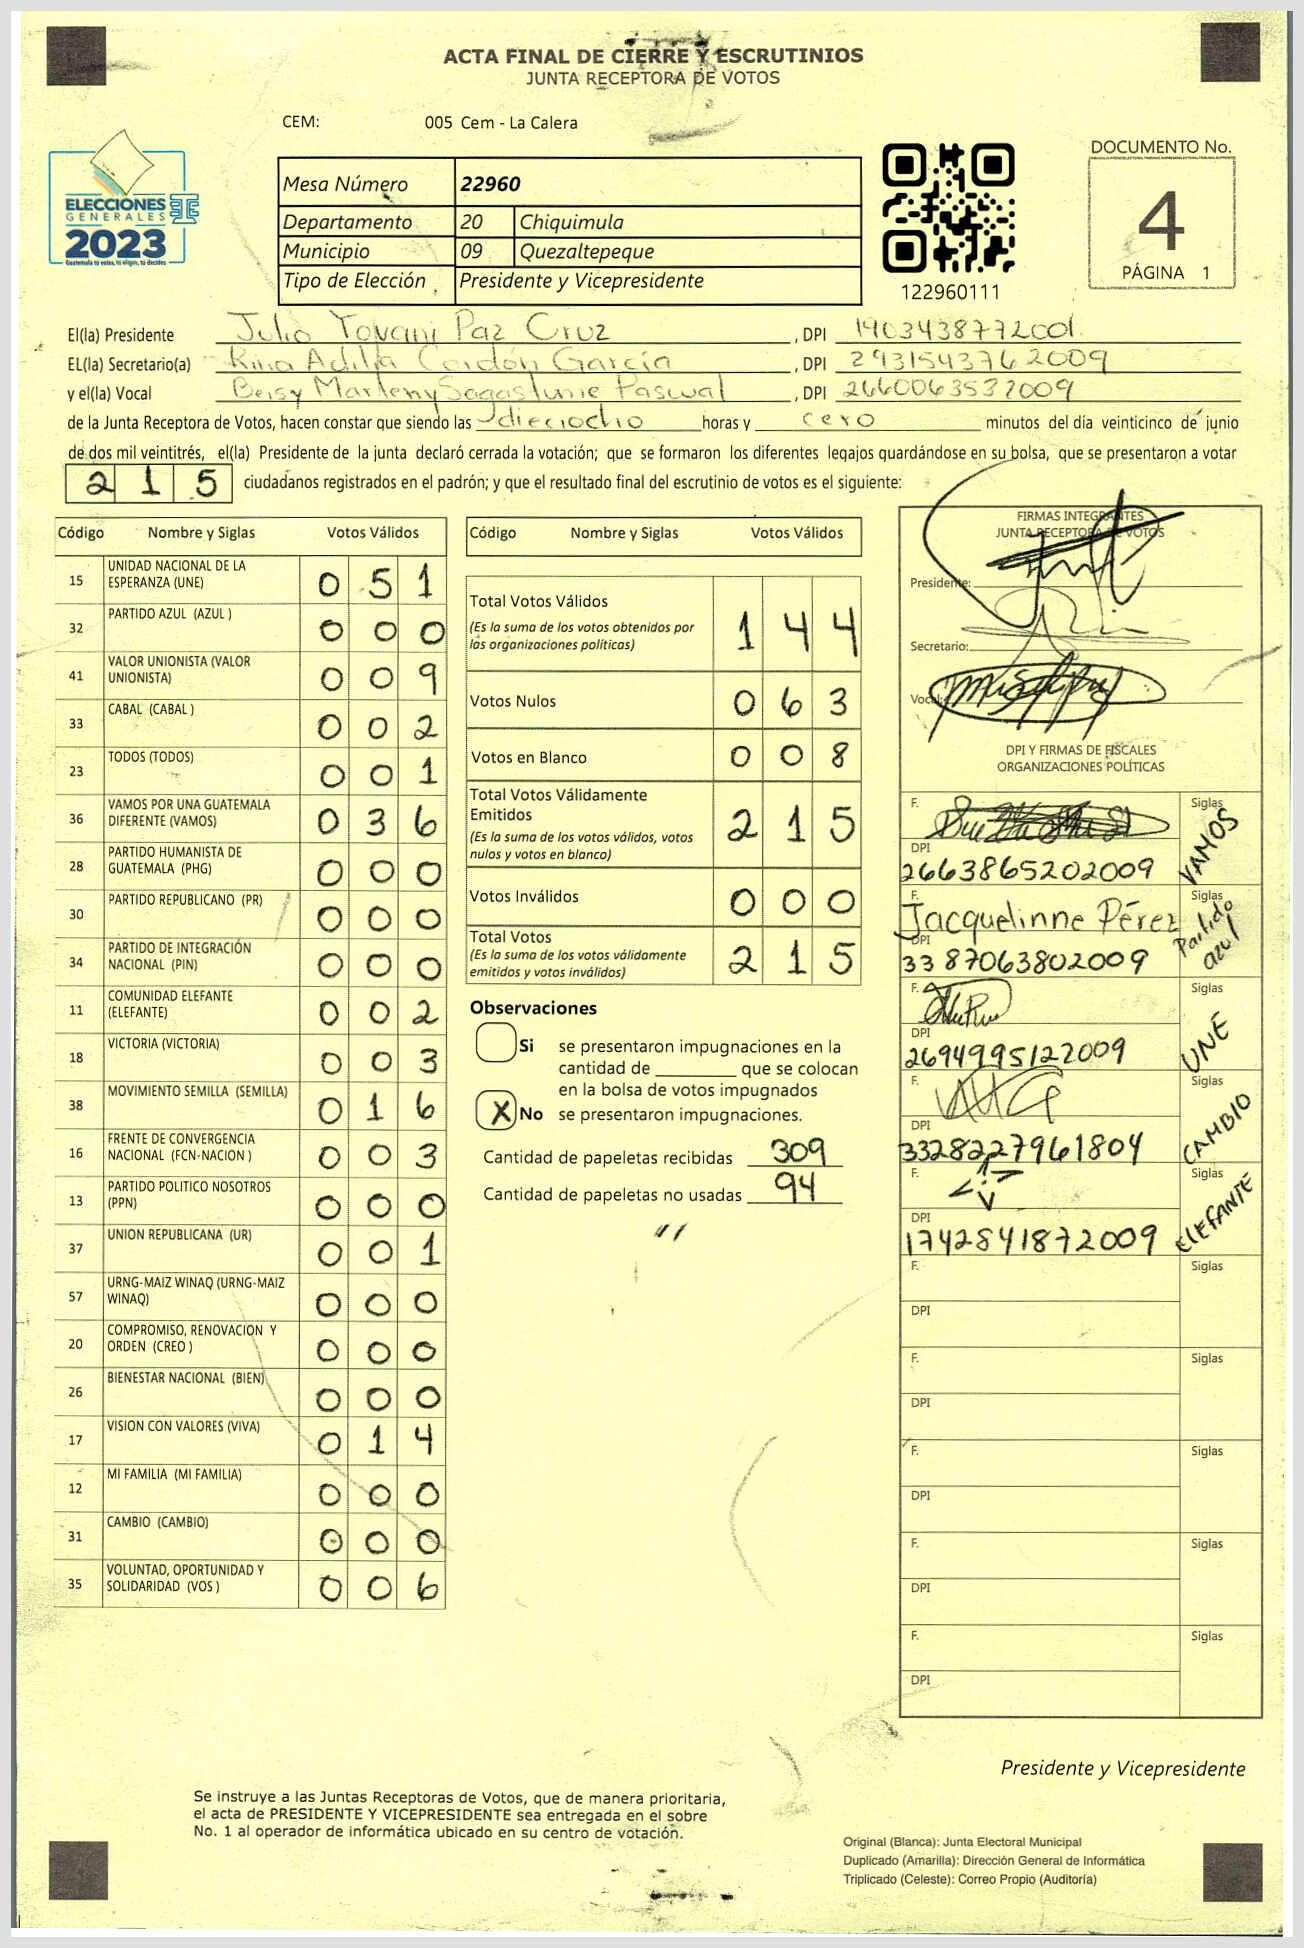 ACTA FINAL DE CIERRE Y ESCRUTINIOS
JUNTA RECEPTORA DE VOTOS
CEM: 005 Cem - La Calera
ELECCIONES
GENERALES
2023
Guatemala tú votas, tú eliges, tú decides
Mesa Número 22960
Departamento 20 Chiquimula
Municipio 09 Quezaltepeque
Tipo de Elección Presidente y Vicepresidente
122960111
DOCUMENTO No.
4
PÁGINA 1
El(la) Presidente Julio Yovani Paz Cruz, DPI 1903438772001
EL(la) Secretario(a) Rina Adilia Cordón García, DPI 2931543762009
y el(la) Vocal Beisy Marleny Sagastume Pascual, DPI 2660063532009
de la Junta Receptora de Votos, hacen constar que siendo las dieciocho horas y cero minutos del día veinticinco de junio
de dos mil veintitrés, el(la) Presidente de la junta declaró cerrada la votación; que se formaron los diferentes legajos guardándose en su bolsa, que se presentaron a votar
215 ciudadanos registrados en el padrón; y que el resultado final del escrutinio de votos es el siguiente:
Código Nombre y Siglas Votos Válidos
15 UNIDAD NACIONAL DE LA ESPERANZA (UNE) 0 5 1
32 PARTIDO AZUL (AZUL ) 0 0 0
41 VALOR UNIONISTA (VALOR UNIONISTA) 0 0 9
33 CABAL (CABAL ) 0 0 2
23 TODOS (TODOS) 0 0 1
36 VAMOS POR UNA GUATEMALA DIFERENTE (VAMOS) 0 3 6
28 PARTIDO HUMANISTA DE GUATEMALA (PHG) 0 0 0
30 PARTIDO REPUBLICANO (PR) 0 0 0
34 PARTIDO DE INTEGRACIÓN NACIONAL (PIN) 0 0 0
11 COMUNIDAD ELEFANTE (ELEFANTE) 0 0 2
18 VICTORIA (VICTORIA) 0 0 3
38 MOVIMIENTO SEMILLA (SEMILLA) 0 1 6
16 FRENTE DE CONVERGENCIA NACIONAL (FCN-NACION ) 0 0 3
13 PARTIDO POLITICO NOSOTROS (PPN) 0 0 0
37 UNION REPUBLICANA (UR) 0 0 1
57 URNG-MAIZ WINAQ (URNG-MAIZ WINAQ) 0 0 0
20 COMPROMISO, RENOVACION Y ORDEN (CREO ) 0 0 0
26 BIENESTAR NACIONAL (BIEN) 0 0 0
17 VISION CON VALORES (VIVA) 0 1 4
12 MI FAMILIA (MI FAMILIA) 0 0 0
31 CAMBIO (CAMBIO) 0 0 0
35 VOLUNTAD, OPORTUNIDAD Y SOLIDARIDAD (VOS ) 0 0 6
Código Nombre y Siglas Votos Válidos
Total Votos Válidos 1 4 4
(Es la suma de los votos obtenidos por las organizaciones políticas)
Votos Nulos 0 6 3
Votos en Blanco 0 0 8
Total Votos Válidamente Emitidos 2 1 5
(Es la suma de los votos válidos, votos nulos y votos en blanco)
Votos Inválidos 0 0 0
Total Votos 2 1 5
(Es la suma de los votos válidamente emitidos y votos inválidos)
Observaciones
Si se presentaron impugnaciones en la
cantidad de ________ que se colocan
en la bolsa de votos impugnados
X No se presentaron impugnaciones.
Cantidad de papeletas recibidas 309
Cantidad de papeletas no usadas 94
FIRMAS INTEGRANTES
JUNTA RECEPTORA DE VOTOS
Presidente:
Secretario:
Vocal:
DPI Y FIRMAS DE FISCALES
ORGANIZACIONES POLÍTICAS
F. Siglas VAMOS
DPI 2663865202009
F. Jacquelinne Pérez Siglas Partido azul
DPI 3387063802009
F. Siglas UNE
DPI 2694995122009
F. Siglas CAMBIO
DPI 3328227961804
F. Siglas ELEFANTE
DPI 1742841872009
F. Siglas
DPI
F. Siglas
DPI
F. Siglas
DPI
F. Siglas
DPI
F. Siglas
DPI
Presidente y Vicepresidente
Se instruye a las Juntas Receptoras de Votos, que de manera prioritaria,
el acta de PRESIDENTE Y VICEPRESIDENTE sea entregada en el sobre
No. 1 al operador de informática ubicado en su centro de votación.
Original (Blanca): Junta Electoral Municipal
Duplicado (Amarilla): Dirección General de Informática
Triplicado (Celeste): Correo Propio (Auditoría)